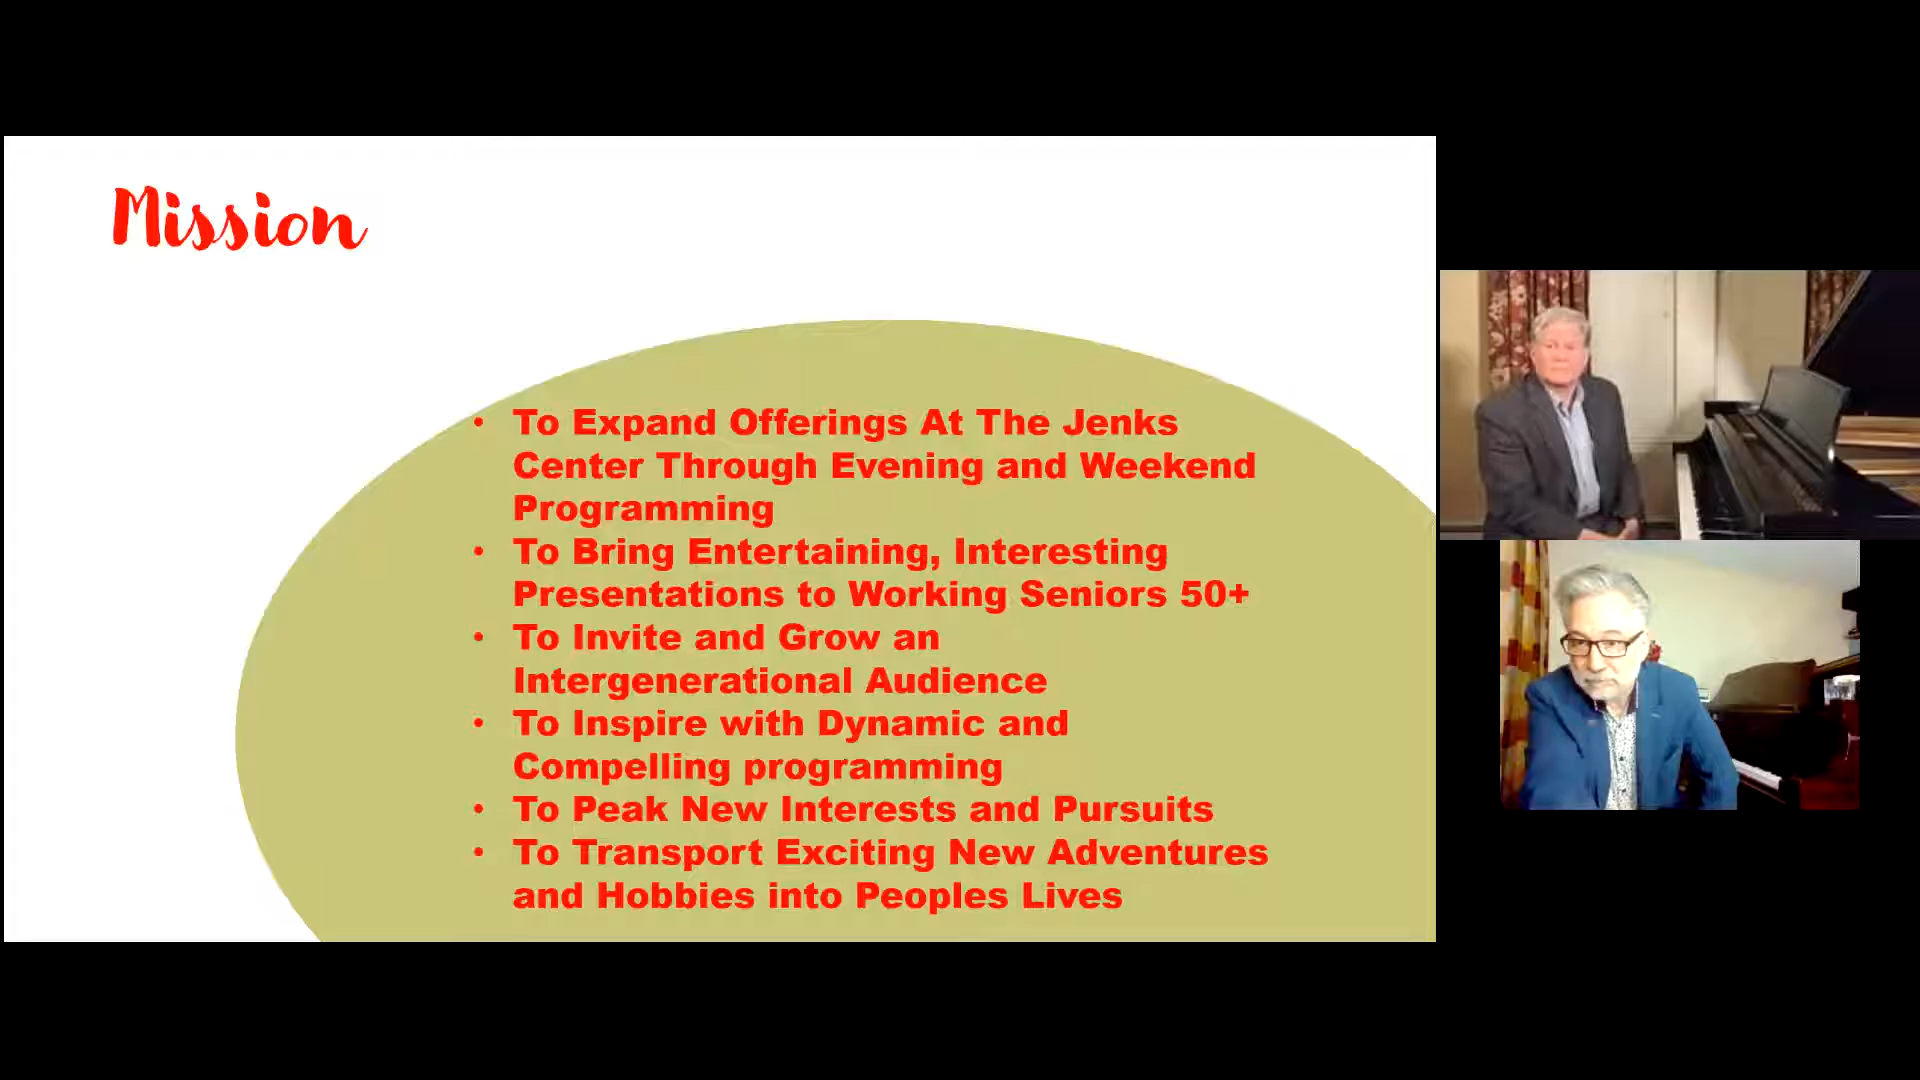 Mission
• To Expand Offerings At The Jenks
Center Through Evening and Weekend
Programming
• To Bring Entertaining, Interesting
Presentations to Working Seniors 50+
• To Invite and Grow an
Intergenerational Audience
• To Inspire with Dynamic and
Compelling programming
• To Peak New Interests and Pursuits
• To Transport Exciting New Adventures
and Hobbies into Peoples Lives